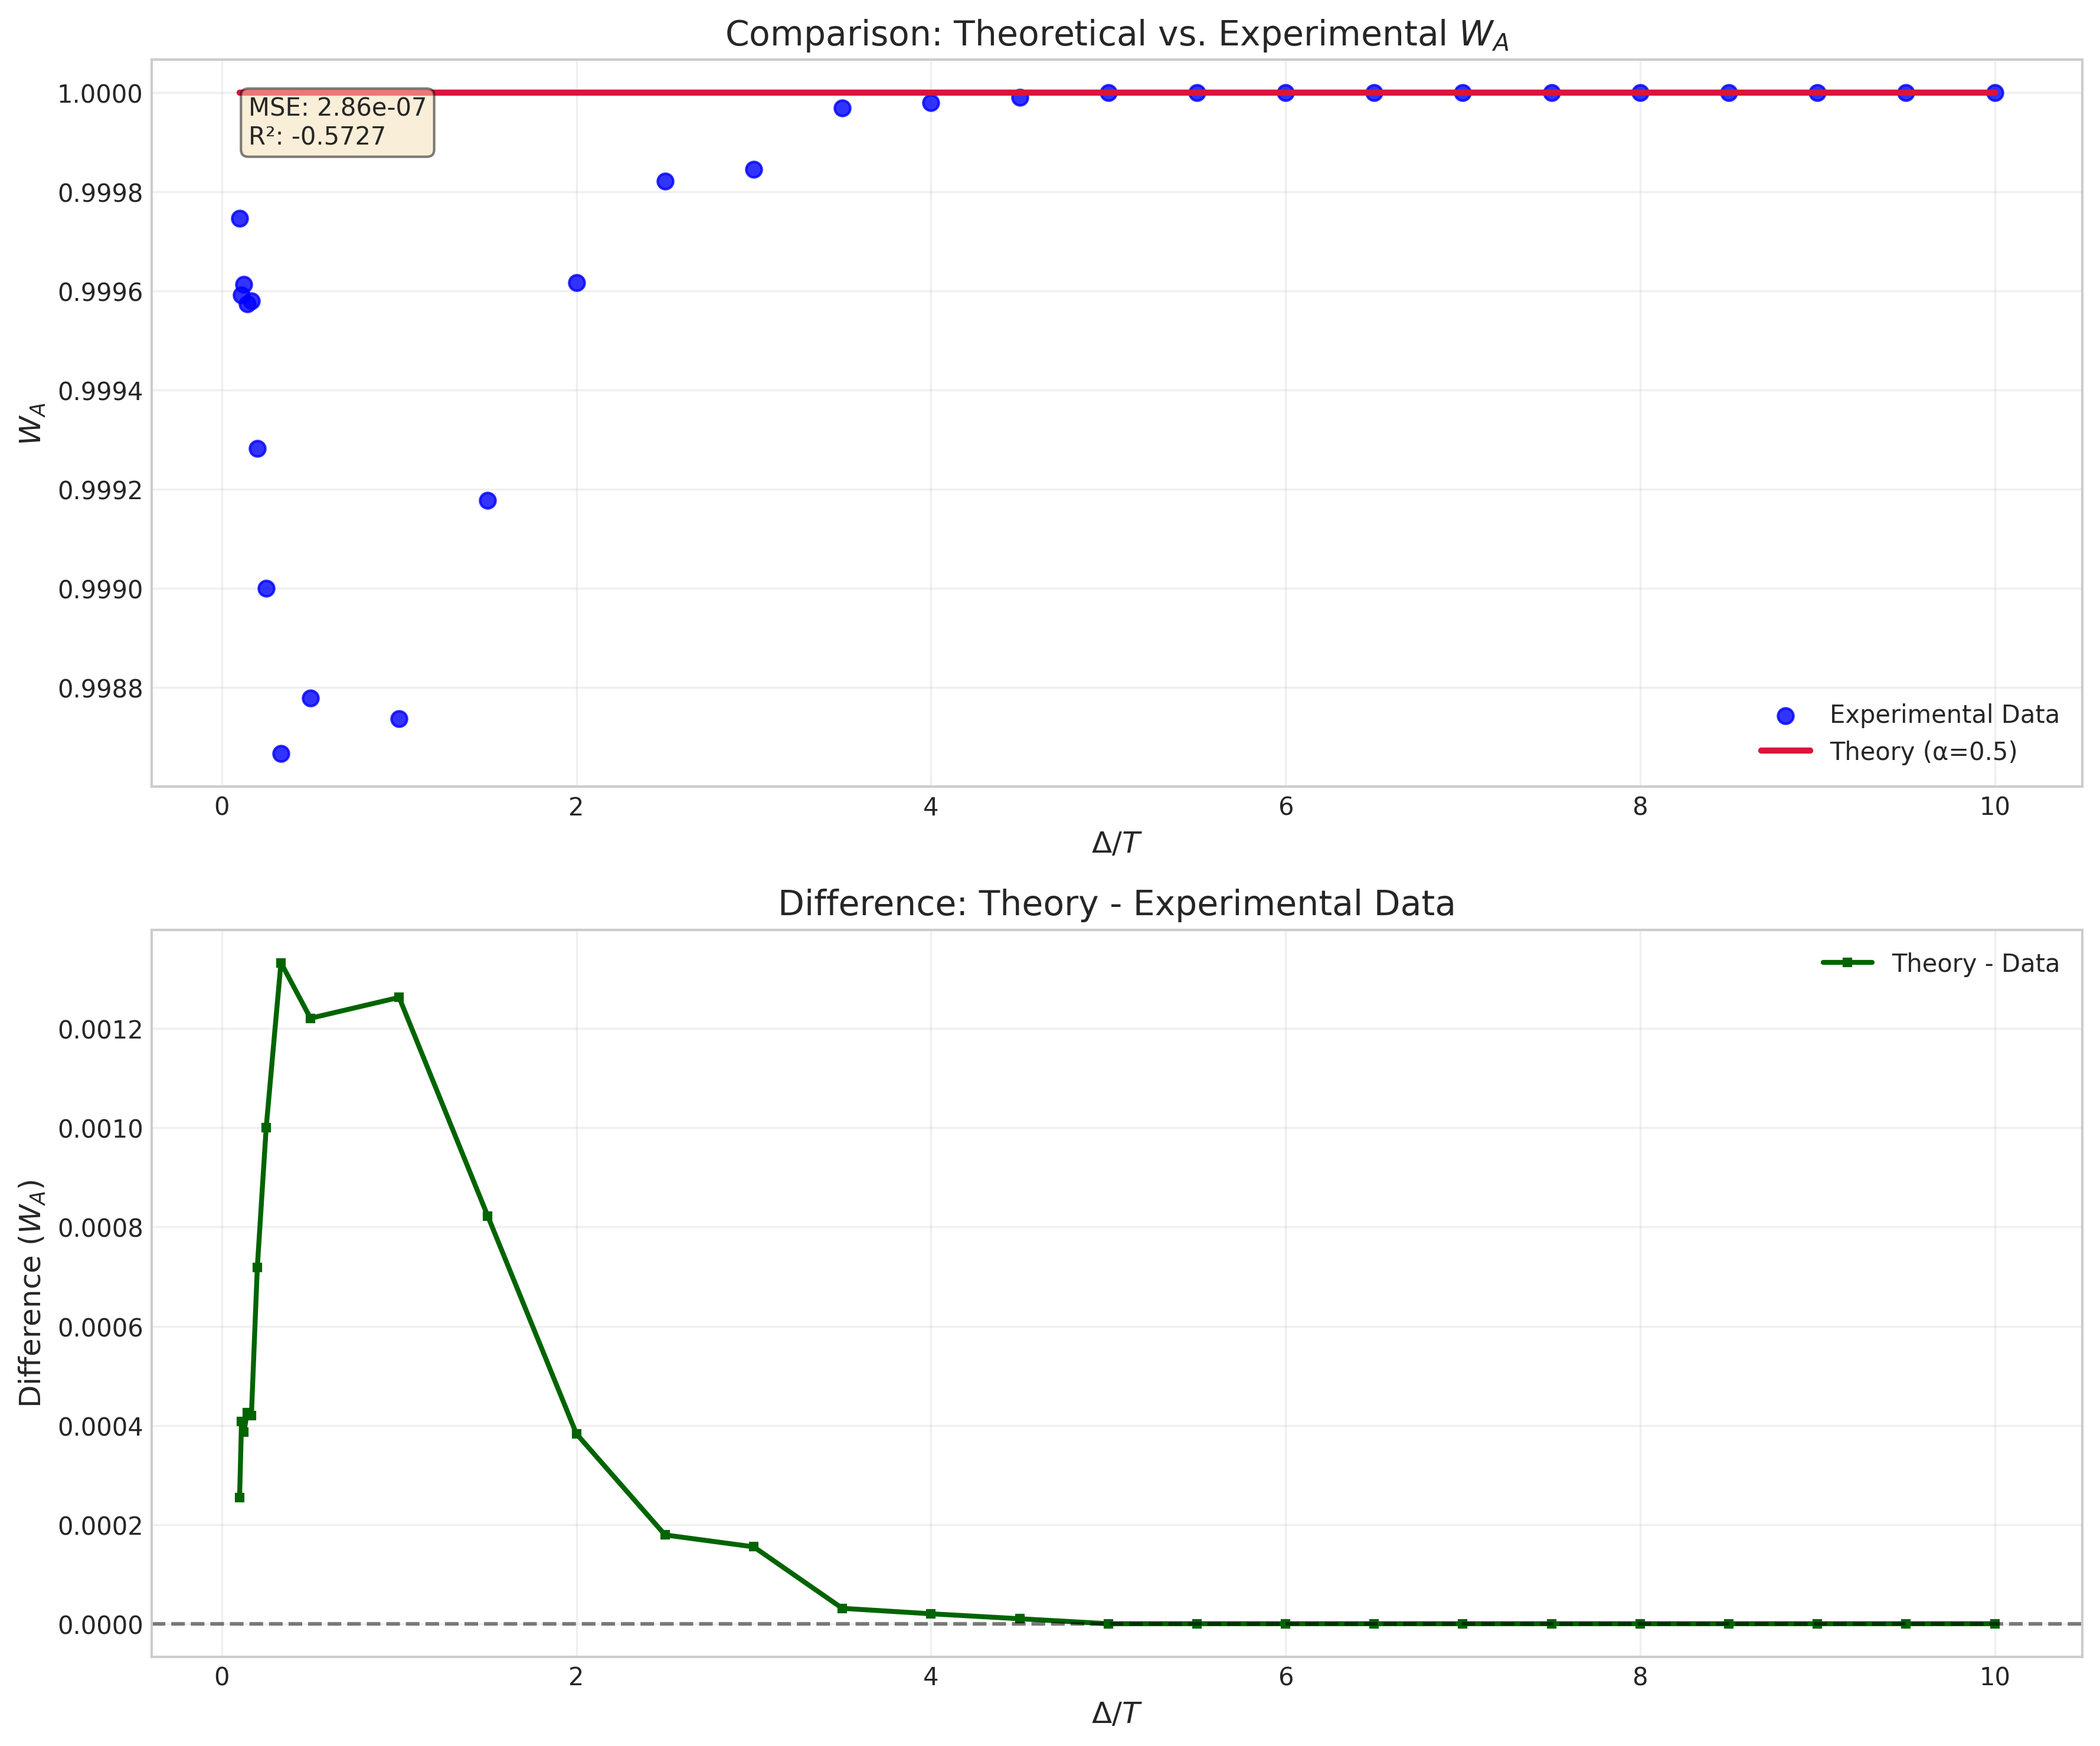 Comparison: Theoretical vs. Experimental W_A
1.0000
0.9998
0.9996
0.9994
0.9992
0.9990
0.9988
W_A
MSE: 2.86e-07
R²: -0.5727
Experimental Data
Theory (α=0.5)
0 2 4 6 8 10
Δ/T
Difference: Theory - Experimental Data
Theory - Data
0.0012
0.0010
0.0008
0.0006
0.0004
0.0002
0.0000
Difference (W_A)
0 2 4 6 8 10
Δ/T